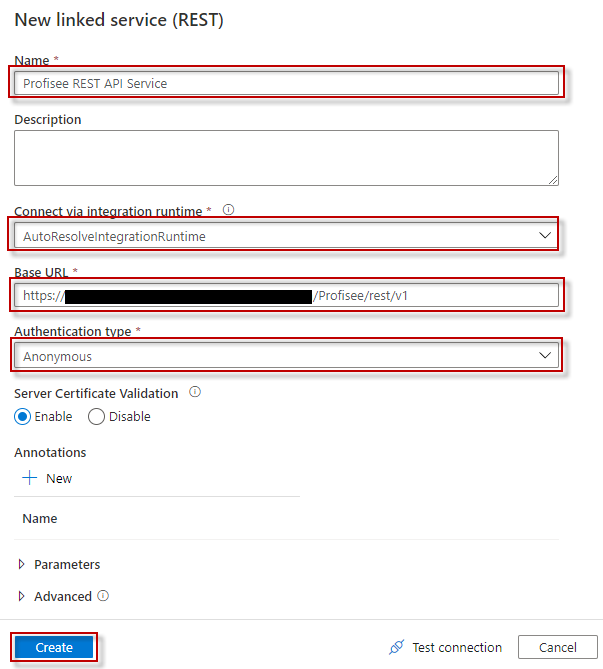 New linked service (REST)
Name *
Profisee REST API Service
Description
Connect via integration runtime *
AutoResolveIntegrationRuntime
Base URL *
https:// /Profisee/rest/v1
Authentication type *
Anonymous
Server Certificate Validation
Enable Disable
Annotations
New
Name
Parameters
Advanced
Create Test connection Cancel